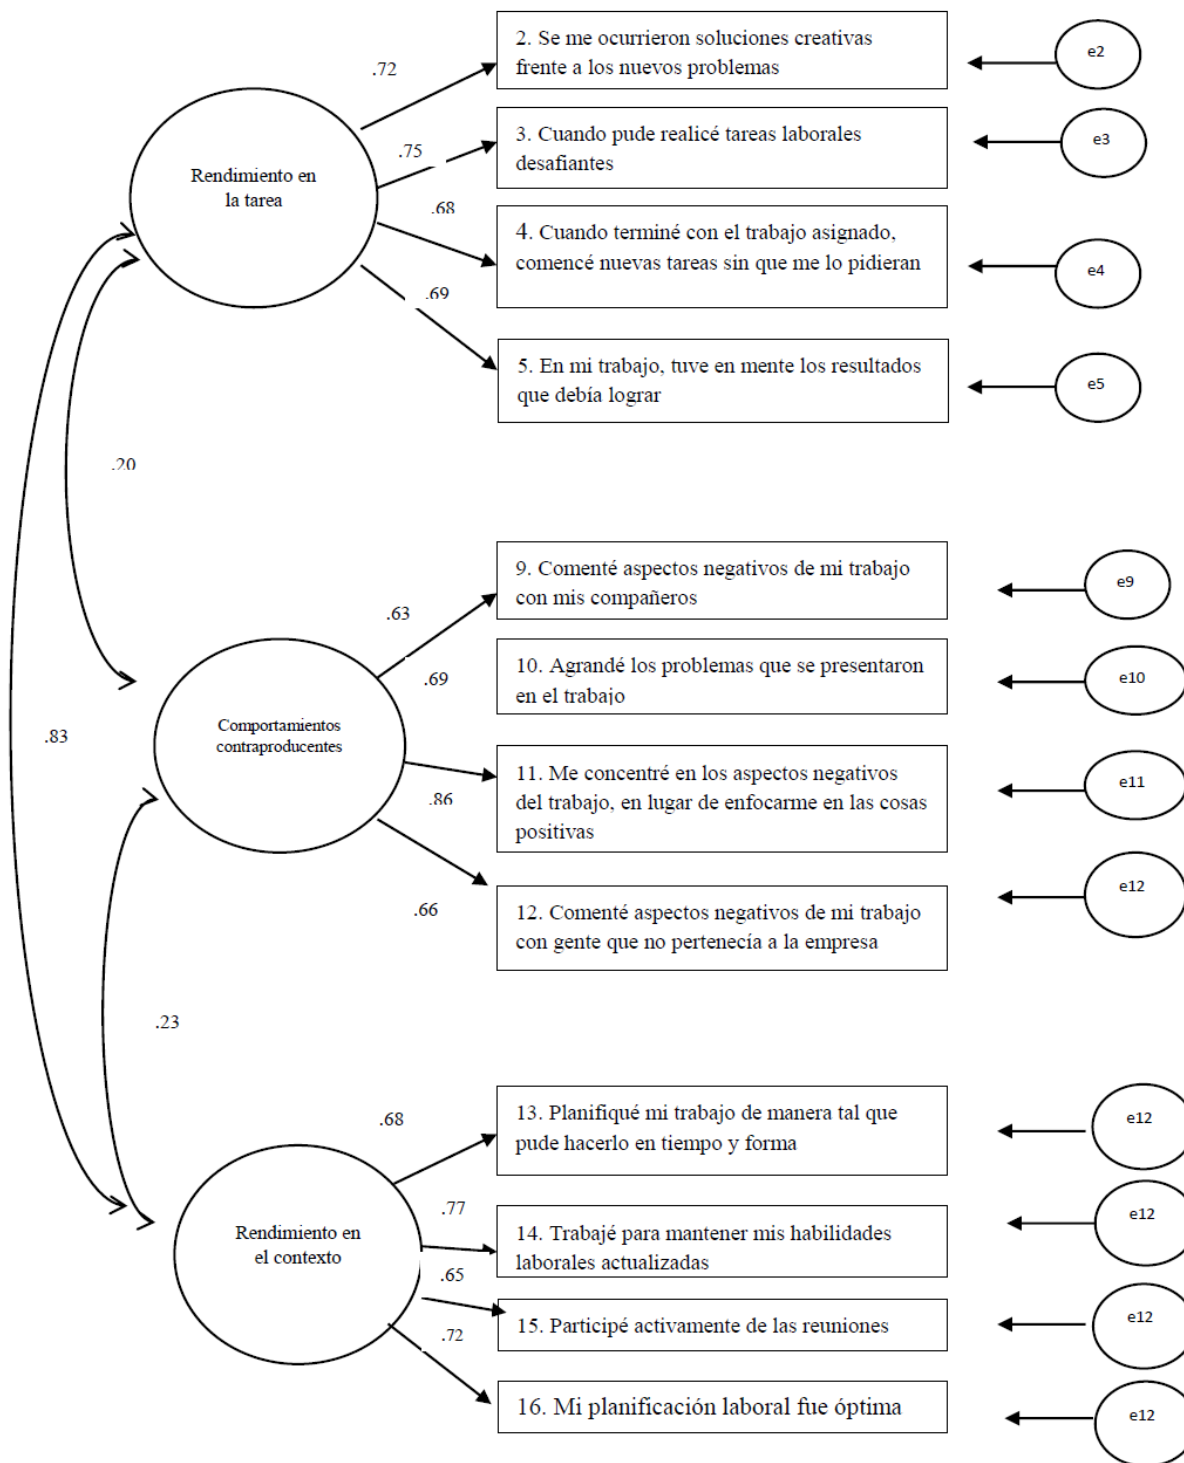 .72
2. Se me ocurrieron soluciones creativas
frente a los nuevos problemas
e2
.75
3. Cuando pude realicé tareas laborales
desafiantes
e3
Rendimiento en
la tarea
.68
4. Cuando terminé con el trabajo asignado,
comencé nuevas tareas sin que me lo pidieran
e4
.69
5. En mi trabajo, tuve en mente los resultados
que debía lograr
e5
.20
9. Comenté aspectos negativos de mi trabajo
con mis compañeros
e9
.63
.69
10. Agrandé los problemas que se presentaron
en el trabajo
e10
Comportamientos
contraproducentes
.83
11. Me concentré en los aspectos negativos
del trabajo, en lugar de enfocarme en las cosas
positivas
e11
.86
.66
12. Comenté aspectos negativos de mi trabajo
con gente que no pertenecía a la empresa
e12
.23
.68
13. Planifiqué mi trabajo de manera tal que
pude hacerlo en tiempo y forma
e12
.77
14. Trabajé para mantener mis habilidades
laborales actualizadas
e12
Rendimiento en
el contexto
.65
15. Participé activamente de las reuniones
e12
.72
16. Mi planificación laboral fue óptima
e12